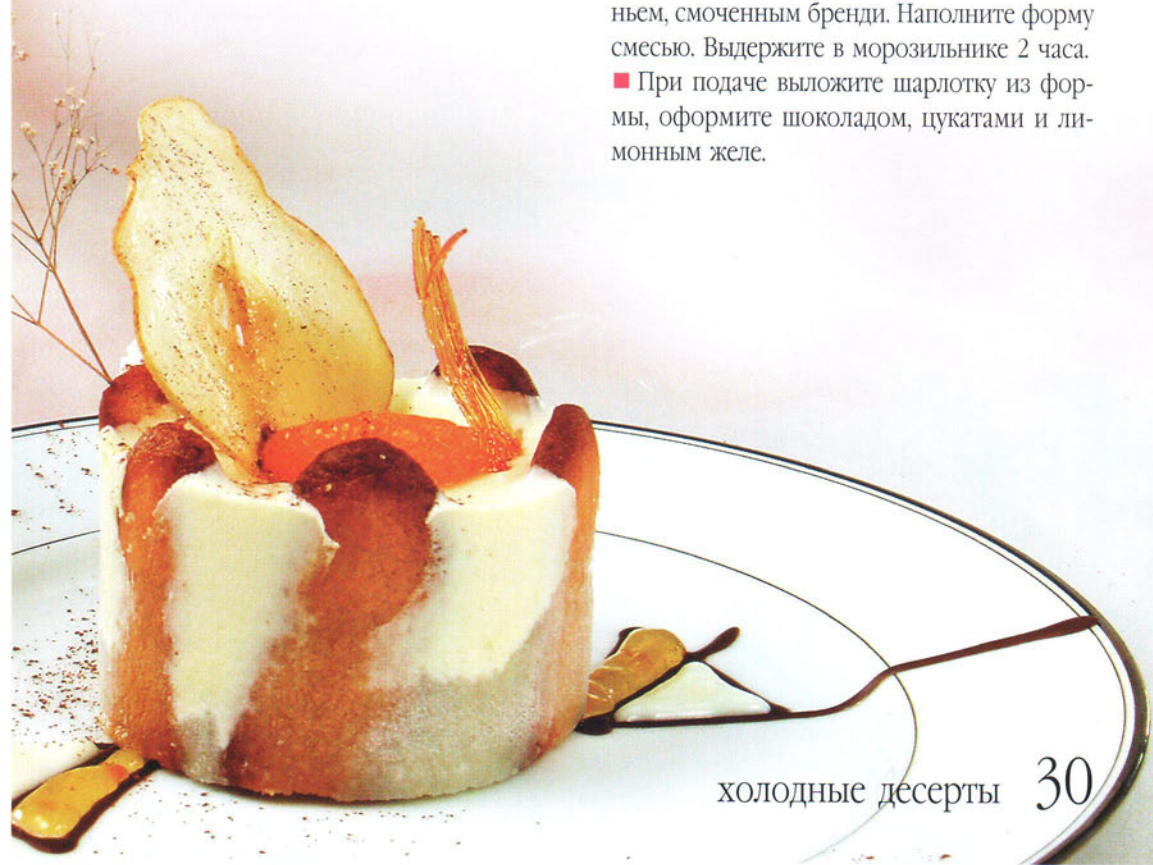 ньем, смоченным бренди. Наполните форму
смесью. Выдержите в морозильнике 2 часа.
■ При подаче выложите шарлотку из фор-
мы, оформите шоколадом, цукатами и ли-
монным желе.
холодные десерты 30